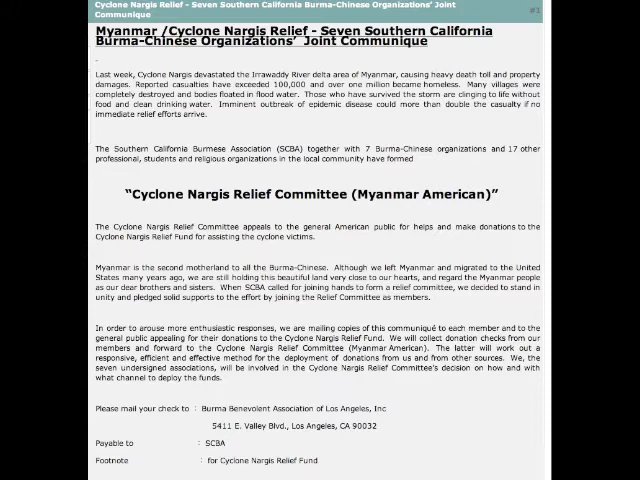 Cyclone Nargis Relief - Seven Southern California Burma-Chinese Organizations' Joint
Communique
#1
Myanmar /Cyclone Nargis Relief - Seven Southern California
Burma-Chinese Organizations' Joint Communique
Last week, Cyclone Nargis devastated the Irrawaddy River delta area of Myanmar, causing heavy death toll and property
damages. Reported casualties have exceeded 100,000 and over one million became homeless. Many villages were
completely destroyed and bodies floated in flood water. Those who have survived the storm are clinging to life without
food and clean drinking water. Imminent outbreak of epidemic disease could more than double the casualty if no
immediate relief efforts arrive.
The Southern California Burmese Association (SCBA) together with 7 Burma-Chinese organizations and 17 other
professional, students and religious organizations in the local community have formed
“Cyclone Nargis Relief Committee (Myanmar American)”
The Cyclone Nargis Relief Committee appeals to the general American public for helps and make donations to the
Cyclone Nargis Relief Fund for assisting the cyclone victims.
Myanmar is the second motherland to all the Burma-Chinese. Although we left Myanmar and migrated to the United
States many years ago, we are still holding this beautiful land very close to our hearts, and regard the Myanmar people
as our dear brothers and sisters. When SCBA called for joining hands to form a relief committee, we decided to stand in
unity and pledged solid supports to the effort by joining the Relief Committee as members.
In order to arouse more enthusiastic responses, we are mailing copies of this communiqué to each member and to the
general public appealing for their donations to the Cyclone Nargis Fund. We will collect donation checks from our
members and forward to the Cyclone Nargis Relief Committee (Myanmar American). The latter will work out a
responsive, efficient and effective method for the deployment of donations from us and from other sources. We, the
seven undersigned associations, will be involved in the Cyclone Nargis Relief Committee's decision on how and with
what channel to deploy the funds.
Please mail your check to : Burma Benevolent Association of Los Angeles, Inc
5411 E. Valley Blvd., Los Angeles, CA 90032
Payable to : SCBA
Footnote : for Cyclone Nargis Relief Fund